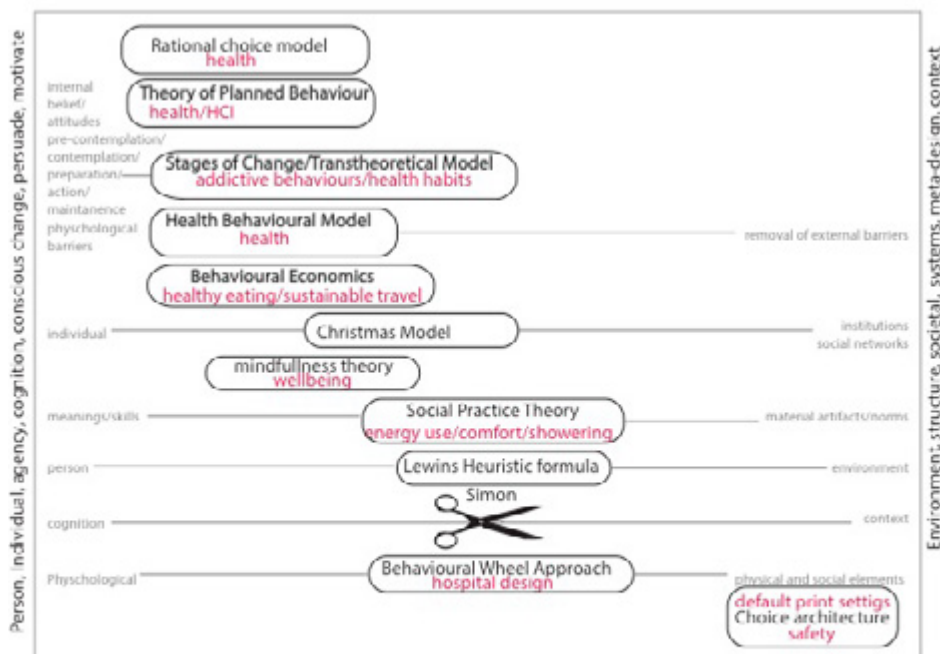 Person, Individual, agency, cognition, conscious change, persuade, motivate
Rational choice model
health
internal
belief/
attitudes
Theory of Planned Behaviour
health/HCI
pre-contemplation/
contemplation/
preparation/
action/
maintanence
physchological
barriers
Stages of Change/Transtheoretical Model
addictive behaviours/health habits
Health Behavioural Model
health
removal of external barriers
Behavioural Economics
healthy eating/sustainable travel
individual
Christmas Model
institutions
social networks
mindfullness theory
wellbeing
meanings/skills
Social Practice Theory
energy use/comfort/showering
material artifacts/norms
person
Lewins Heuristic formula
environment
Simon
cognition
context
Physchological
Behavioural Wheel Approach
hospital design
physical and social elements
default print settigs
Choice architecture
safety
Environment, structure, societal, systems, meta-design, context